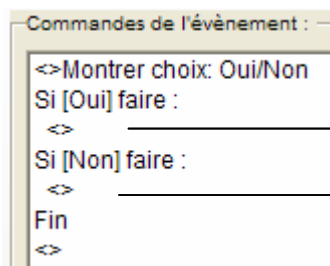 Commandes de l'évènement :
<>Montrer choix: Oui/Non
Si [Oui] faire :
<>
Si [Non] faire :
<>
Fin
<>